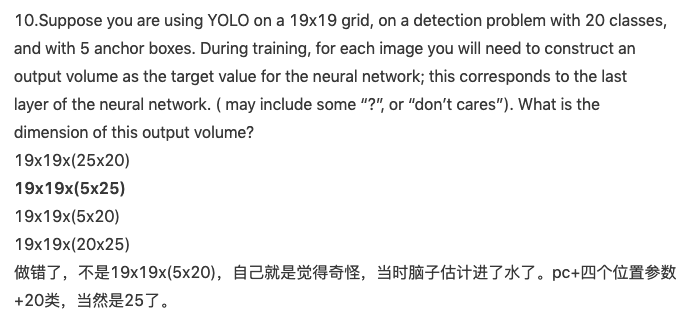 10.Suppose you are using YOLO on a 19x19 grid, on a detection problem with 20 classes,
and with 5 anchor boxes. During training, for each image you will need to construct an
output volume as the target value for the neural network; this corresponds to the last
layer of the neural network. ( may include some “?”, or “don’t cares”). What is the
dimension of this output volume?
19x19x(25x20)
19x19x(5x25)
19x19x(5x20)
19x19x(20x25)
做错了，不是19x19x(5x20)，自己就是觉得奇怪，当时脑子估计进了水了。pc+四个位置参数
+20类，当然是25了。